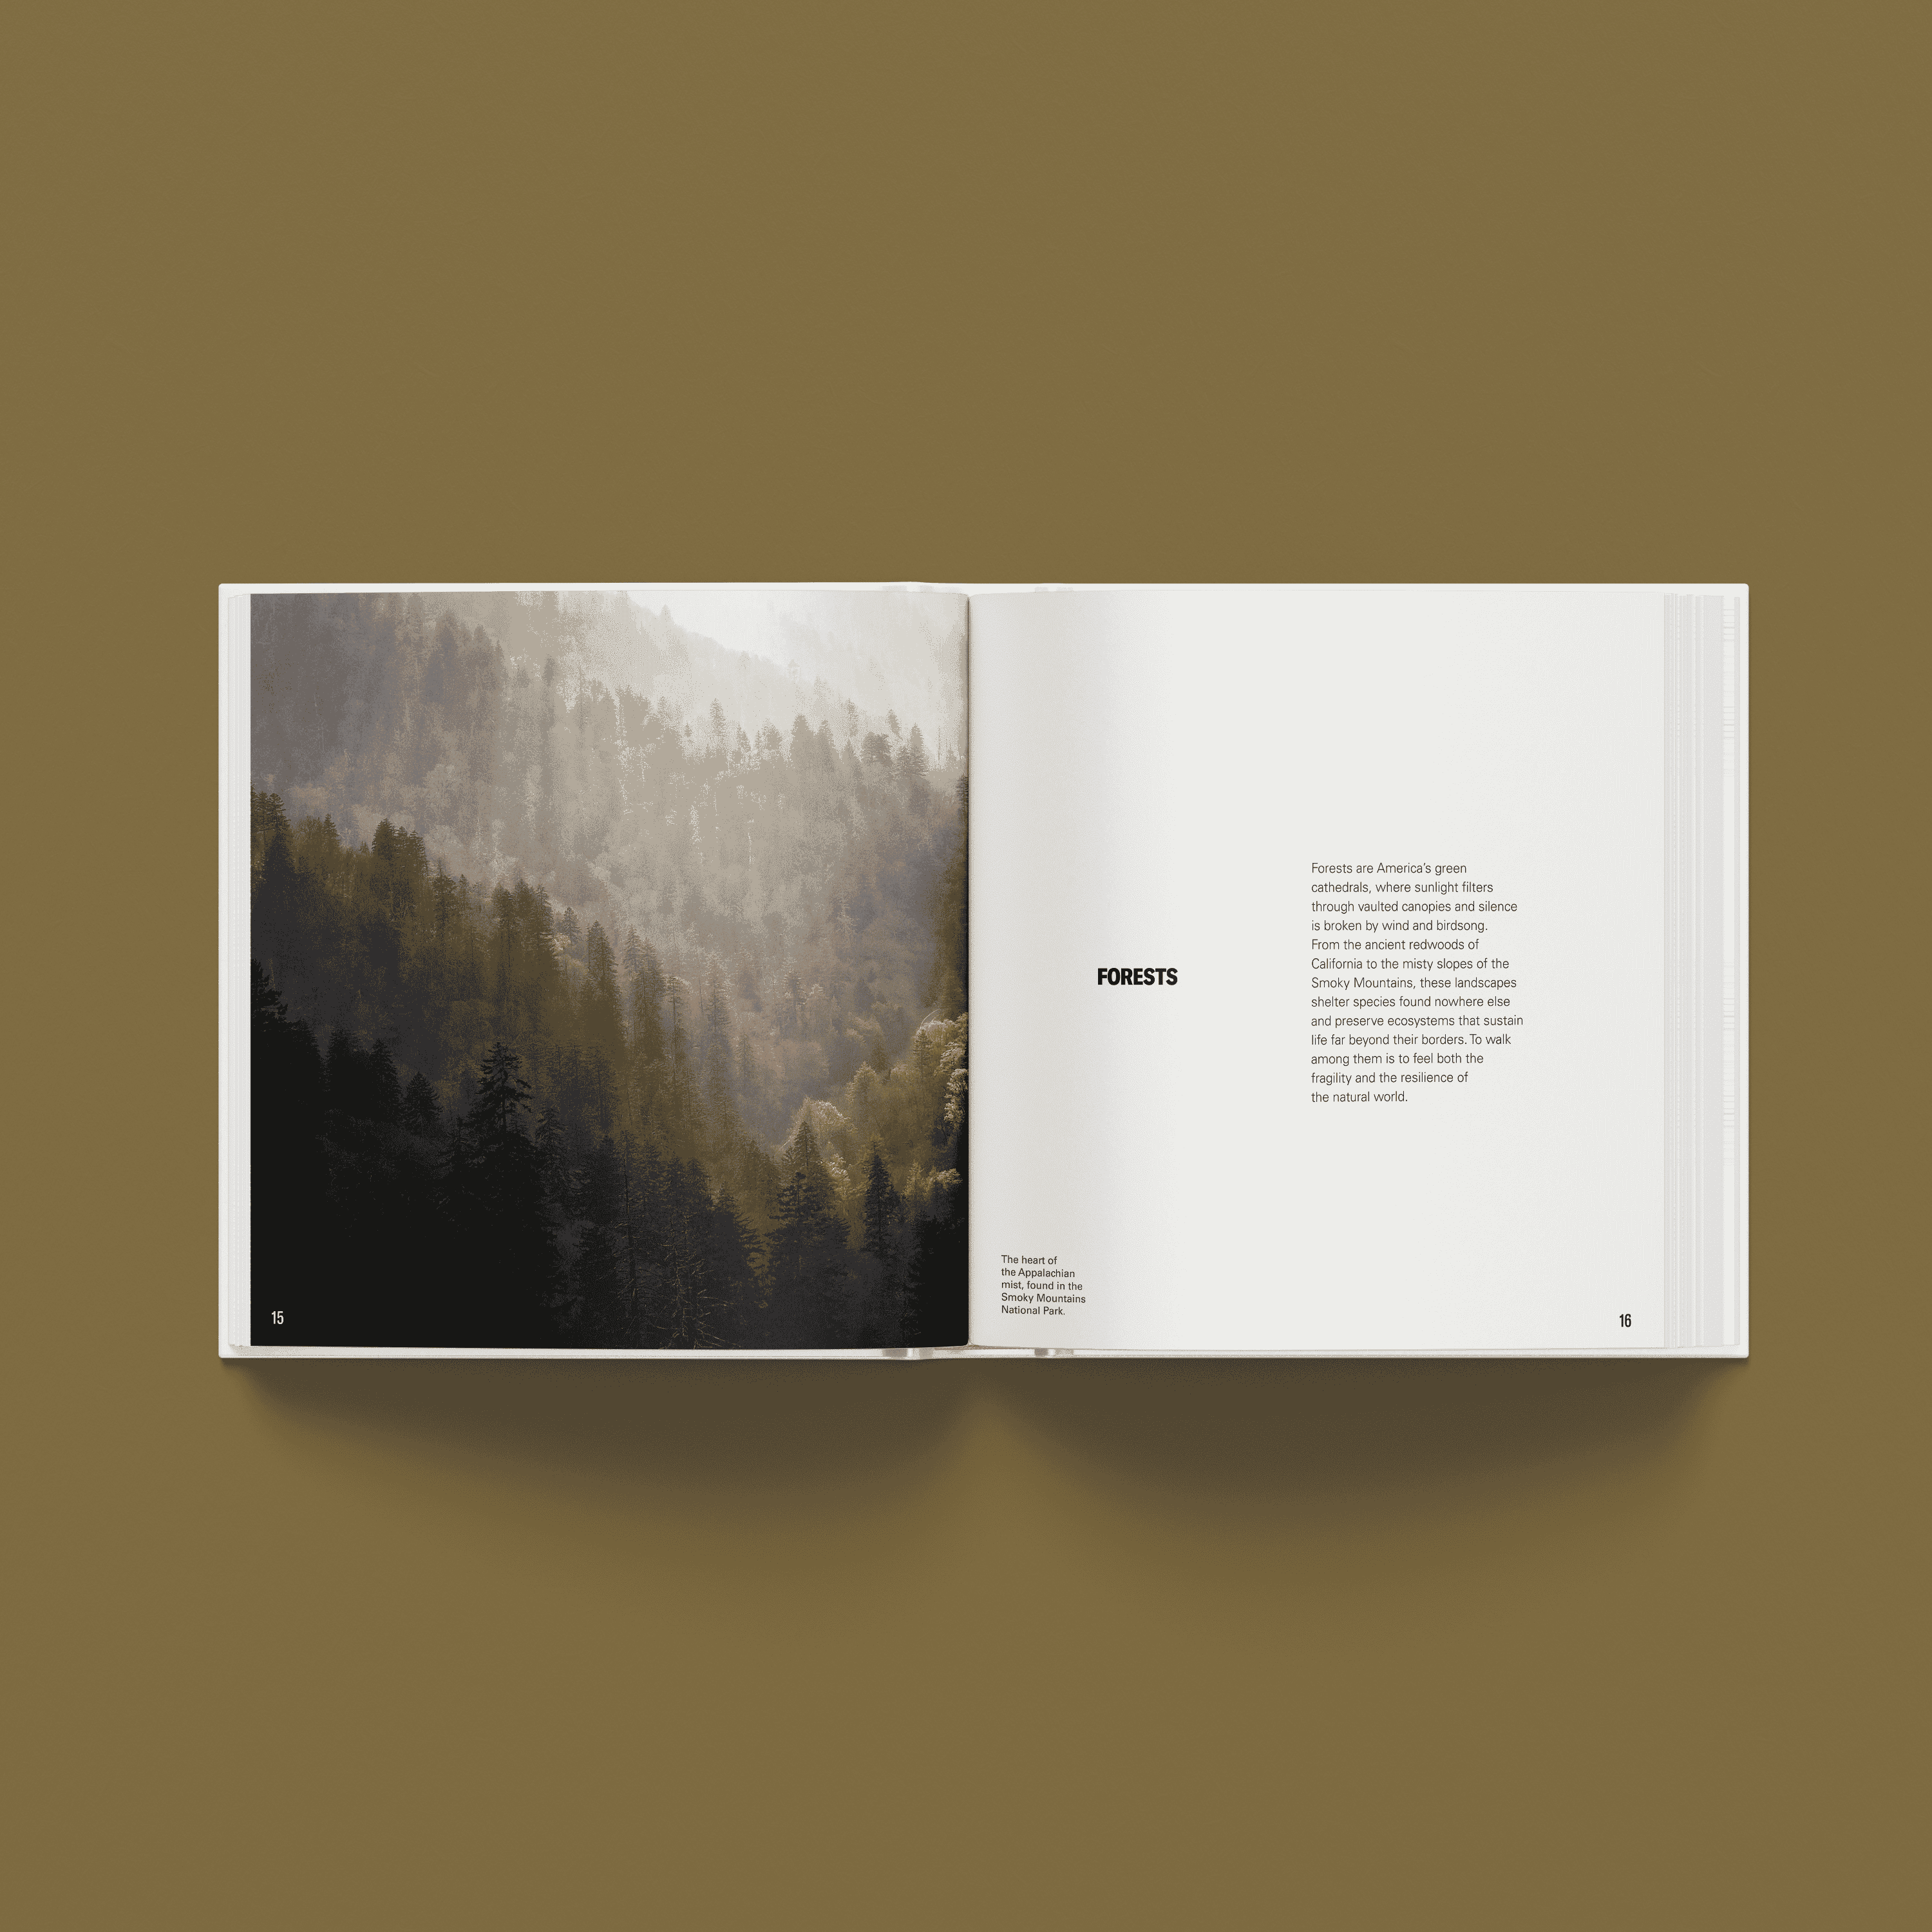 15
FORESTS
Forests are America’s green
cathedrals, where sunlight filters
through vaulted canopies and silence
is broken by wind and birdsong.
From the ancient redwoods of
California to the misty slopes of the
Smoky Mountains, these landscapes
shelter species found nowhere else
and preserve ecosystems that sustain
life far beyond their borders. To walk
among them is to feel both the
fragility and the resilience of
the natural world.
The heart of
the Appalachian
mist, found in the
Smoky Mountains
National Park.
16